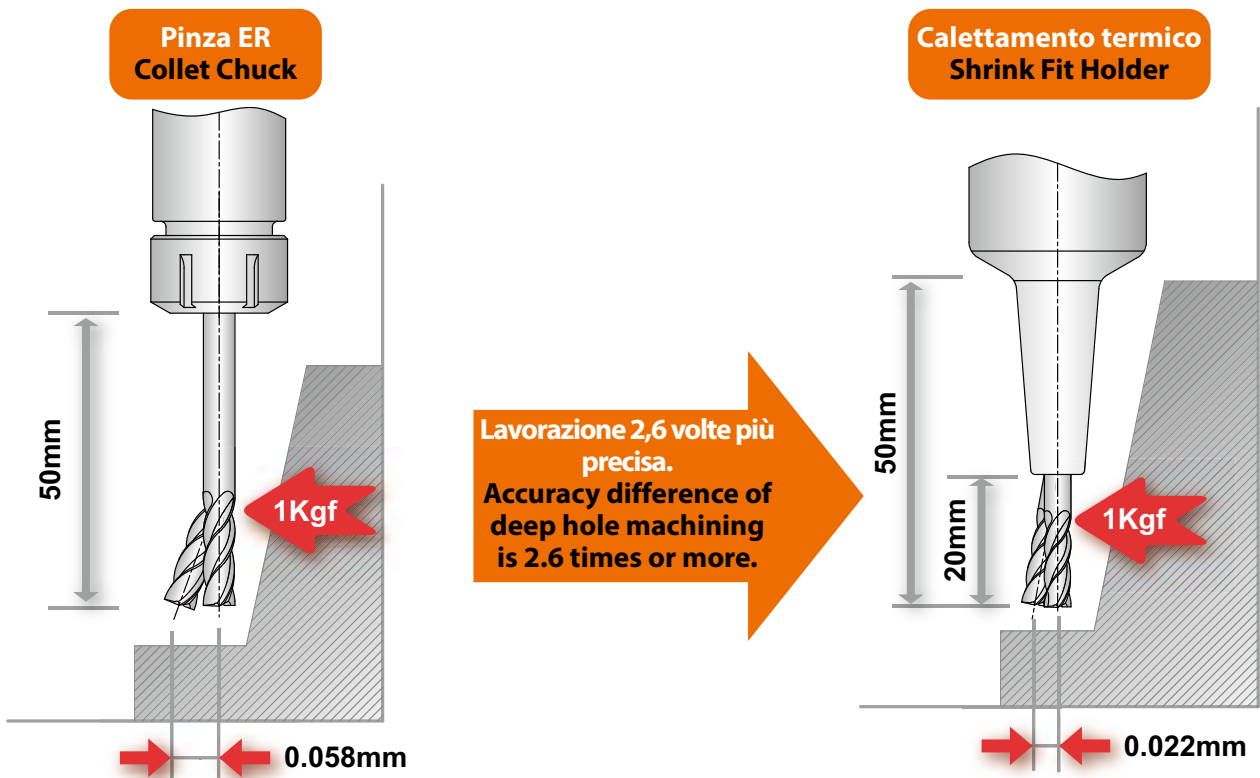 Pinza ER
Collet Chuck
50mm
1Kgf
0.058mm
Lavorazione 2,6 volte più
precisa.
Accuracy difference of
deep hole machining
is 2.6 times or more.
Calettamento termico
Shrink Fit Holder
50mm
20mm
1Kgf
0.022mm